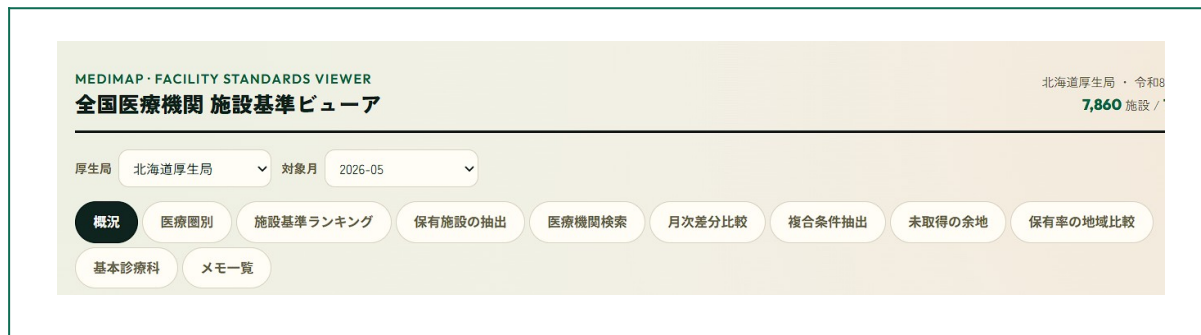 MEDIMAP · FACILITY STANDARDS VIEWER
全国医療機関 施設基準ビューア
北海道厚生局 ・ 令和8
7,860 施設 /
厚生局 北海道厚生局 対象月 2026-05
概況 医療圏別 施設基準ランキング 保有施設の抽出 医療機関検索 月次差分比較 複合条件抽出 未取得の余地 保有率の地域比較
基本診療科 メモ一覧